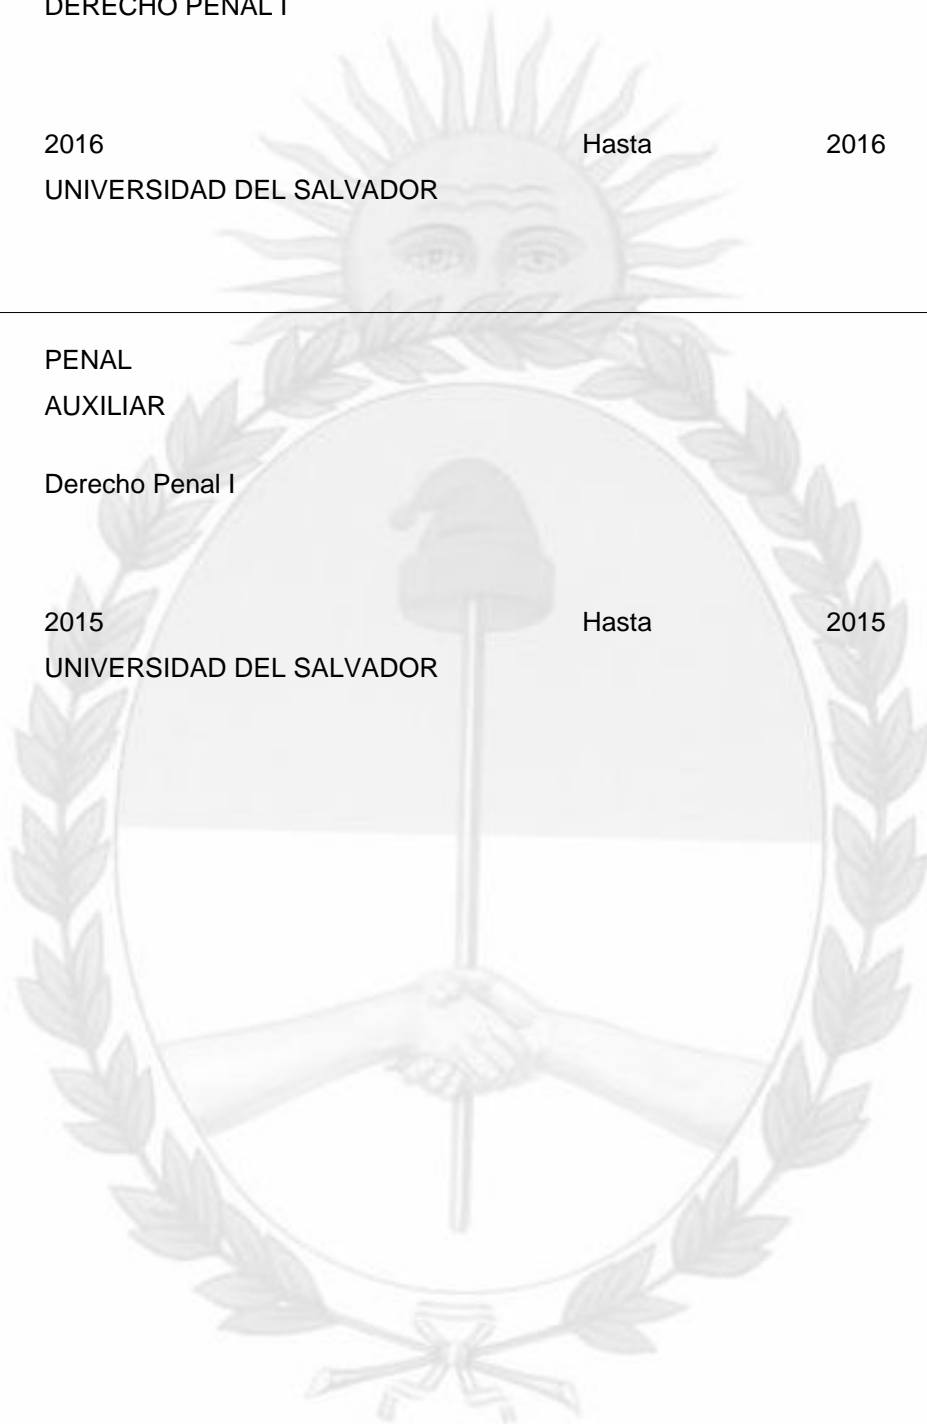 DERECHO PENAL I
2016 Hasta 2016
UNIVERSIDAD DEL SALVADOR
PENAL
AUXILIAR
Derecho Penal I
2015 Hasta 2015
UNIVERSIDAD DEL SALVADOR